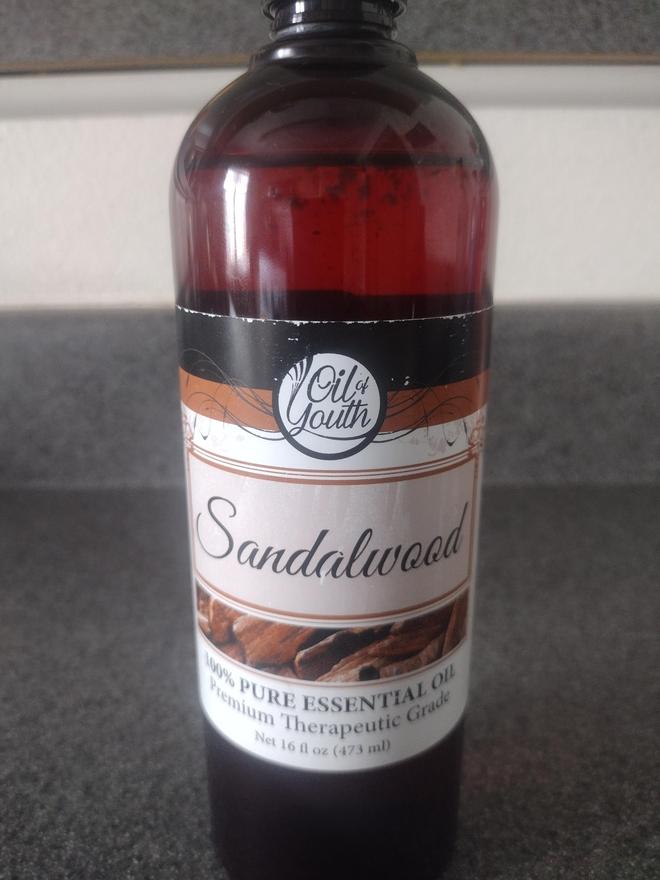 Oil of
Youth
Sandalwood
100% PURE ESSENTIAL OIL
Premium Therapeutic Grade
Net 16 fl oz (473 ml)